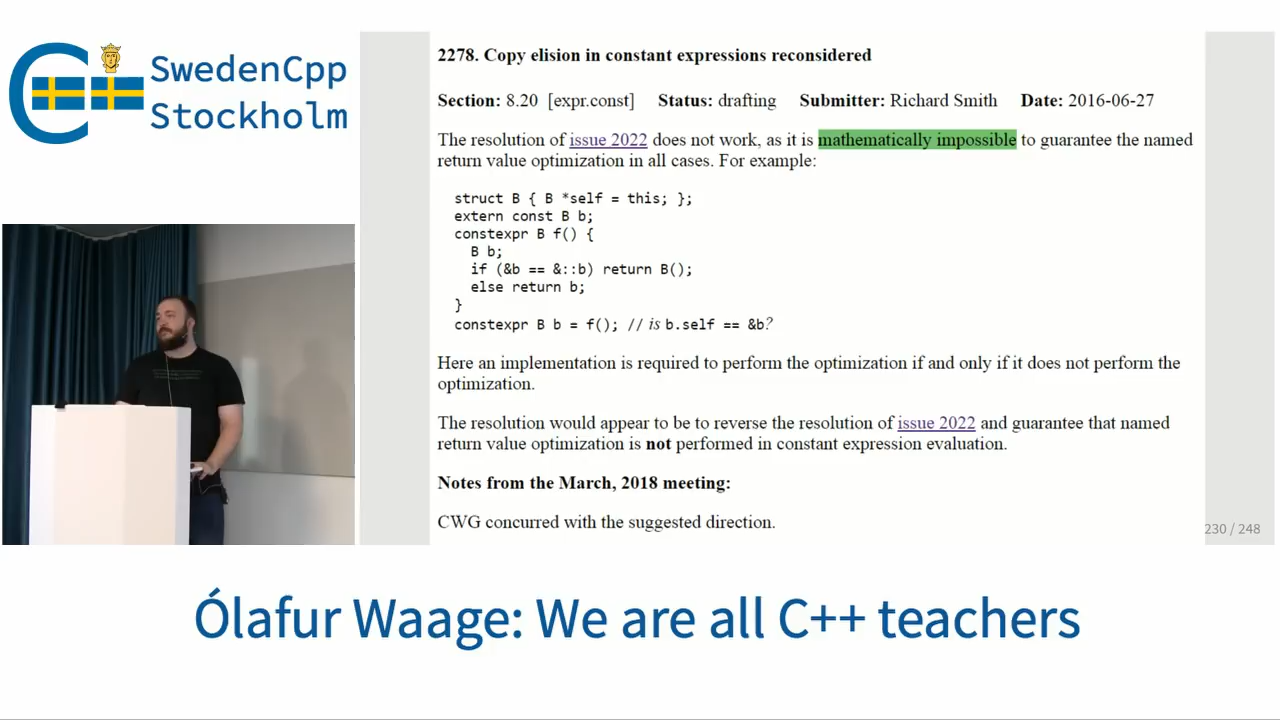 SwedenCpp
Stockholm
2278. Copy elision in constant expressions reconsidered
Section: 8.20 [expr.const] Status: drafting Submitter: Richard Smith Date: 2016-06-27
The resolution of issue 2022 does not work, as it is mathematically impossible to guarantee the named
return value optimization in all cases. For example:
struct B { B *self = this; };
extern const B b;
constexpr B f() {
  B b;
  if (&b == &::b) return B();
  else return b;
}
constexpr B b = f(); // is b.self == &b?
Here an implementation is required to perform the optimization if and only if it does not perform the
optimization.
The resolution would appear to be to reverse the resolution of issue 2022 and guarantee that named
return value optimization is not performed in constant expression evaluation.
Notes from the March, 2018 meeting:
CWG concurred with the suggested direction.
230 / 248
Ólafur Waage: We are all C++ teachers